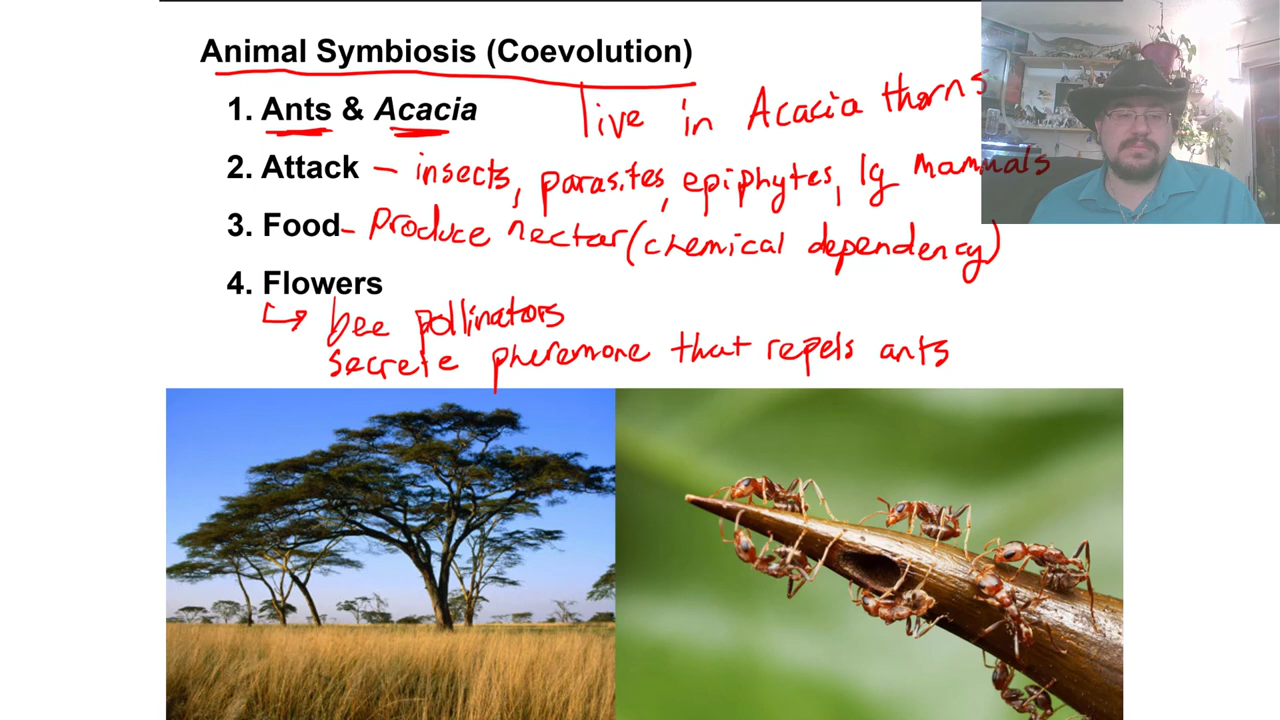 Animal Symbiosis (Coevolution)
1. Ants & Acacia live in Acacia thorns
2. Attack – insects, parasites, epiphytes, lg mammals
3. Food – Produce nectar (chemical dependency)
4. Flowers
↳ bee pollinators
secrete pheremone that repels ants